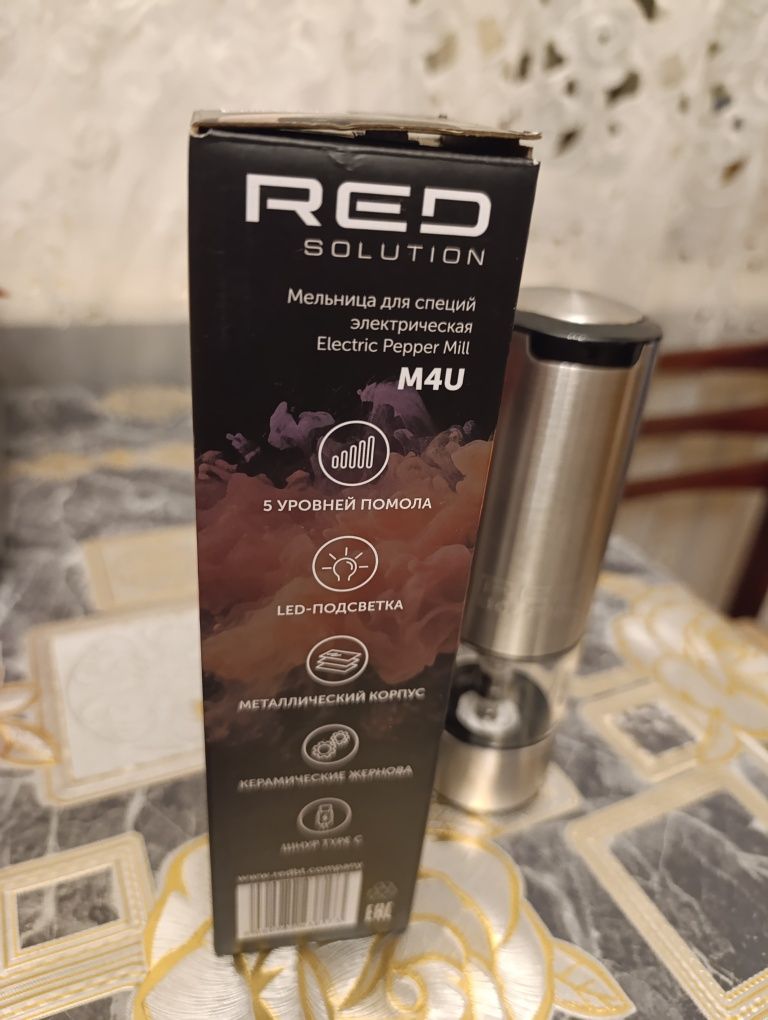 RED
SOLUTION
Мельница для специй
электрическая
Electric Pepper Mill
M4U
5 УРОВНЕЙ ПОМОЛА
LED-ПОДСВЕТКА
МЕТАЛЛИЧЕСКИЙ КОРПУС
КЕРАМИЧЕСКИЕ ЖЕРНОВА
ШНУР TYPE C
www.redbt.company
EAC